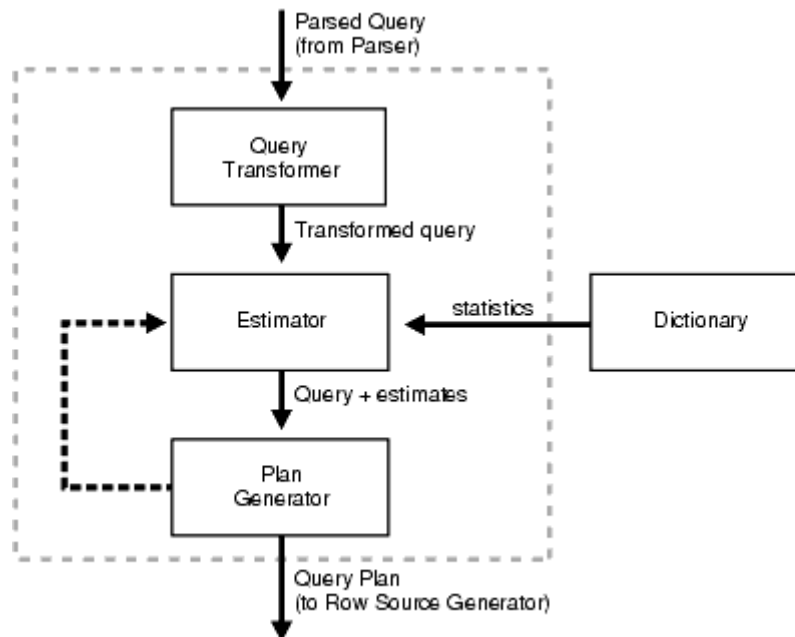 Parsed Query
(from Parser)
Query
Transformer
Transformed query
Estimator
statistics
Dictionary
Query + estimates
Plan
Generator
Query Plan
(to Row Source Generator)